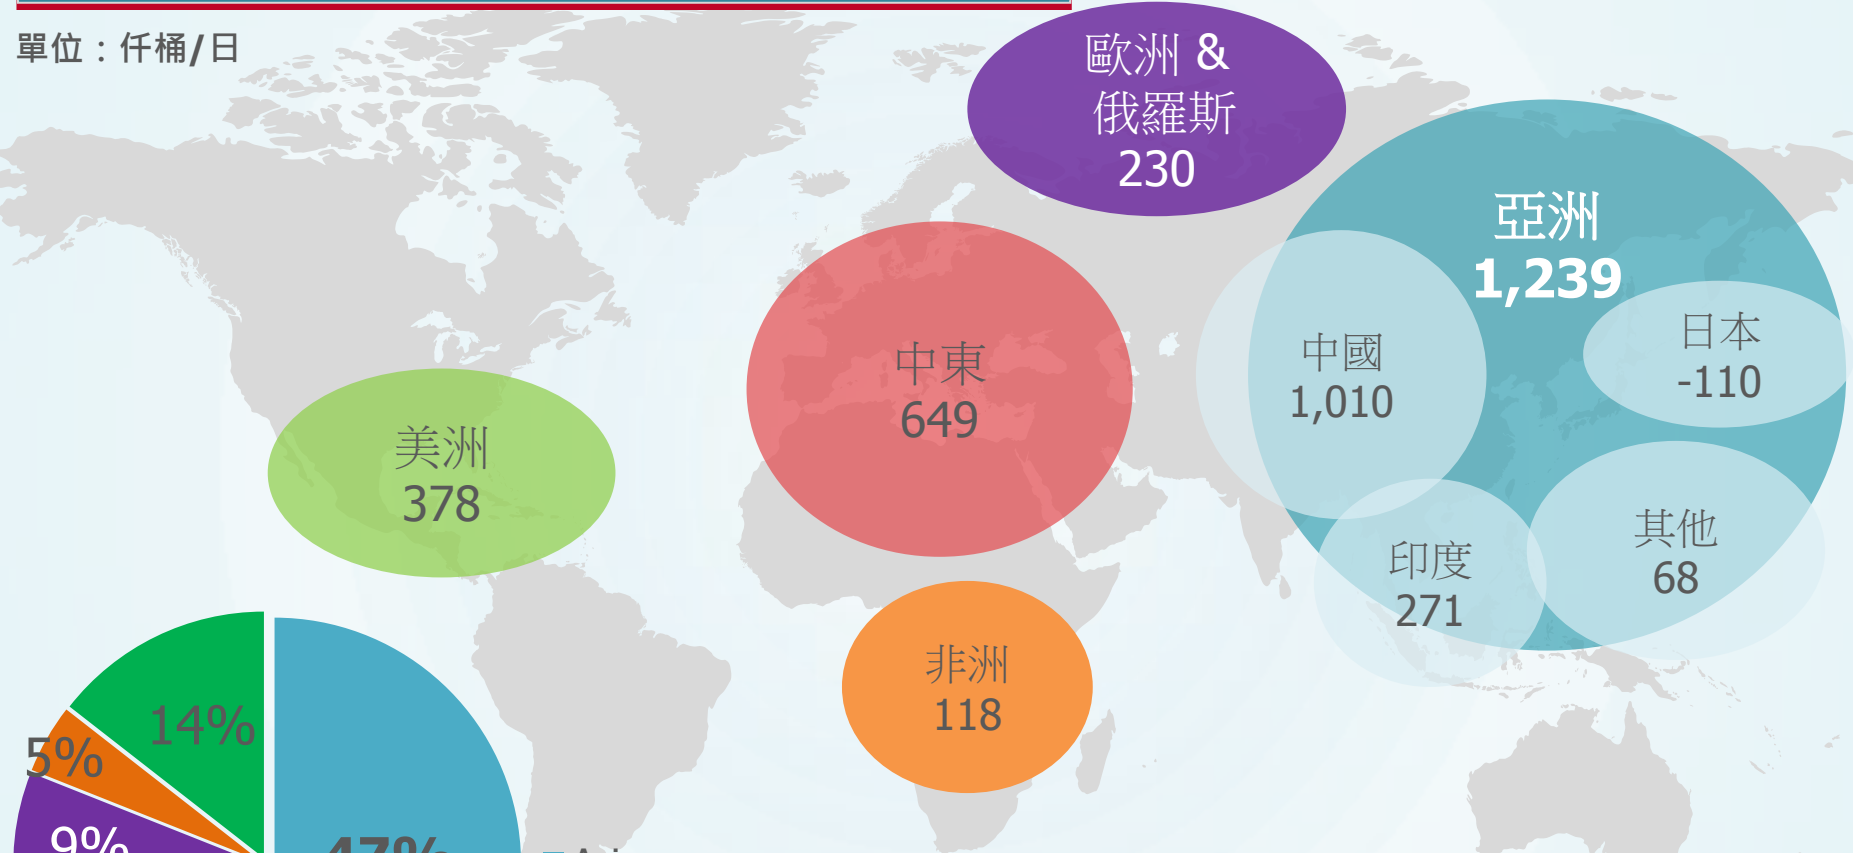 單位：仟桶/日
歐洲 &
俄羅斯
230
亞洲
1,239
中國
1,010
日本
-110
印度
271
其他
68
中東
649
美洲
378
非洲
118
14%
5%
9%
47%